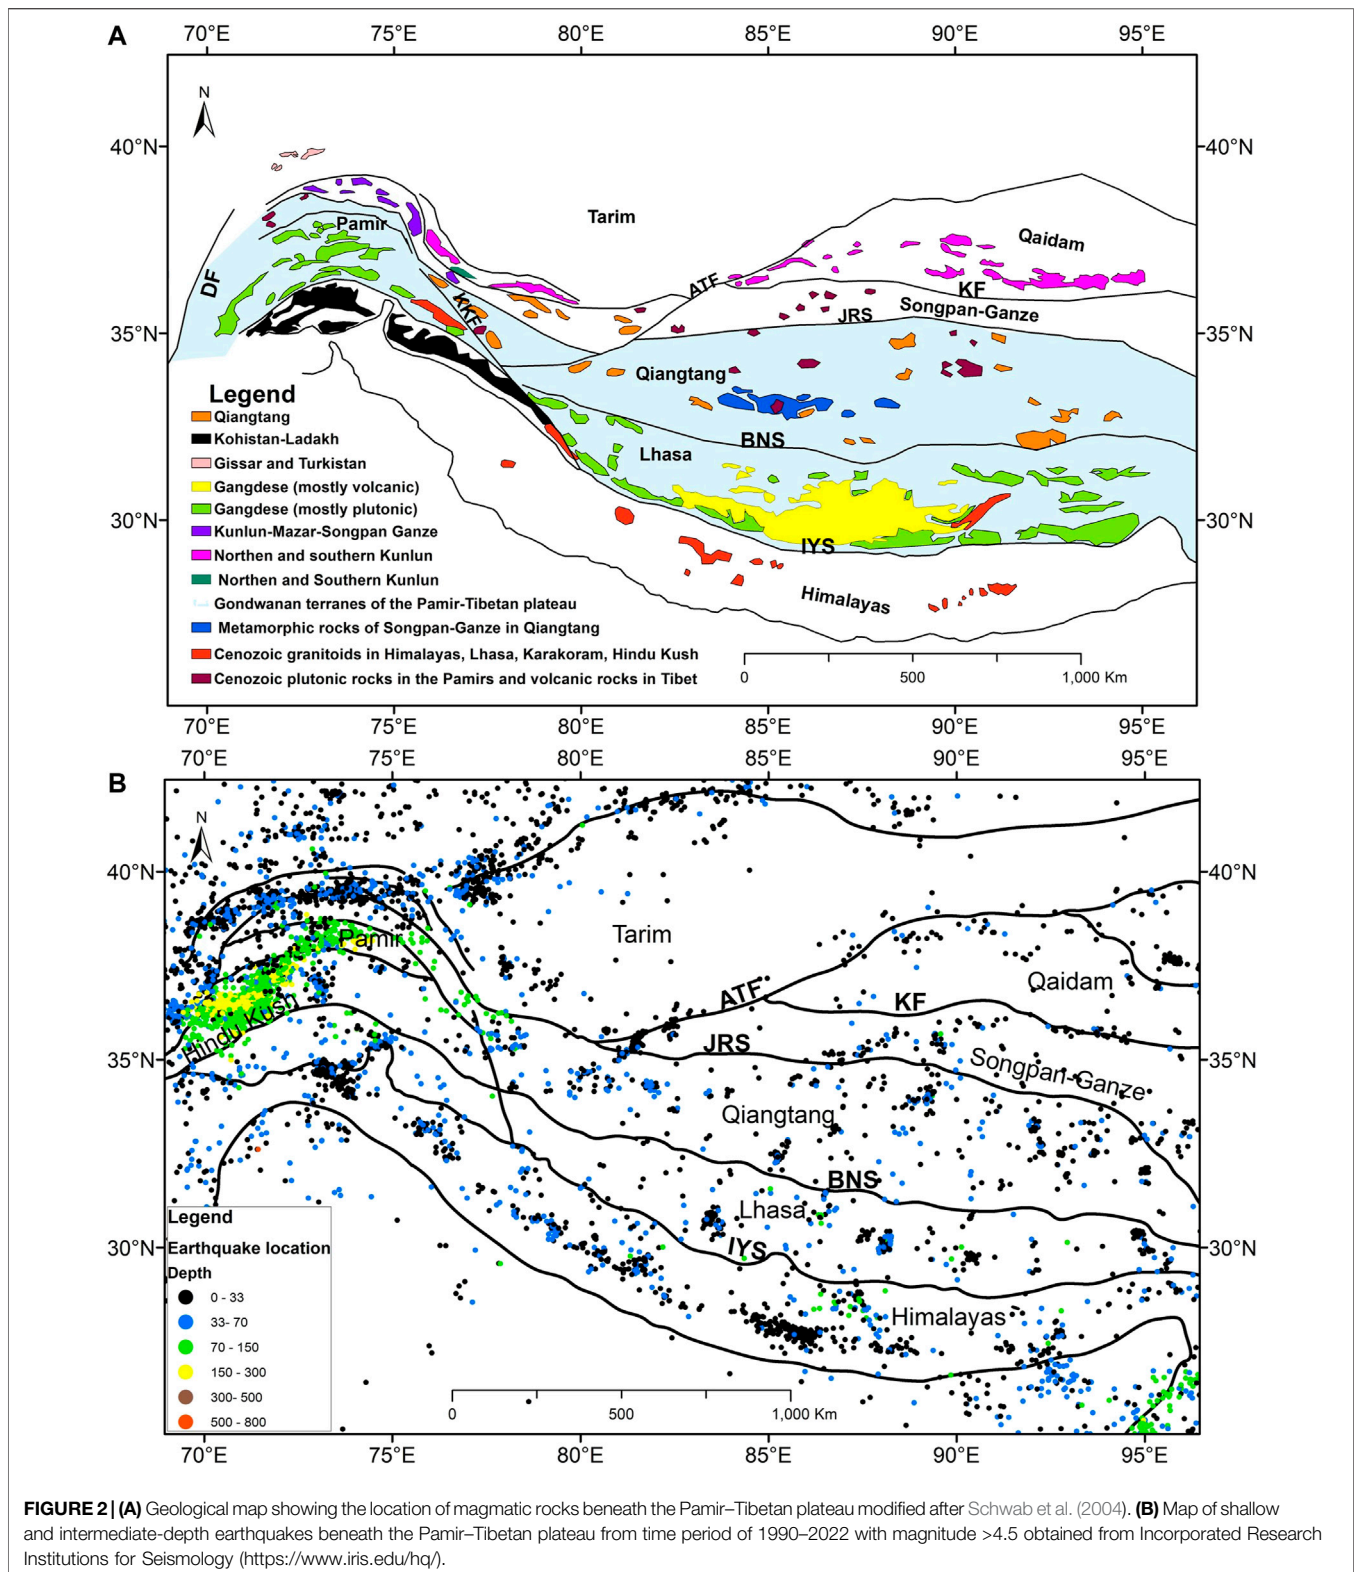 A
70°E 75°E 80°E 85°E 90°E 95°E
N
40°N 40°N
Tarim
Pamir
Qaidam
DF
ATF
KF
KKF
JRS
Songpan-Ganze
35°N 35°N
Qiangtang
BNS
Lhasa
30°N 30°N
IYS
Himalayas
Legend
Qiangtang
Kohistan-Ladakh
Gissar and Turkistan
Gangdese (mostly volcanic)
Gangdese (mostly plutonic)
Kunlun-Mazar-Songpan Ganze
Northen and southern Kunlun
Northen and Southern Kunlun
Gondwanan terranes of the Pamir-Tibetan plateau
Metamorphic rocks of Songpan-Ganze in Qiangtang
Cenozoic granitoids in Himalayas, Lhasa, Karakoram, Hindu Kush
Cenozoic plutonic rocks in the Pamirs and volcanic rocks in Tibet
0 500 1,000 Km
70°E 75°E 80°E 85°E 90°E 95°E
70°E 75°E 80°E 85°E 90°E 95°E
B
N
40°N 40°N
Tarim
Pamir
Qaidam
ATF
KF
Hindu Kush
JRS
Songpan-Ganze
35°N 35°N
Qiangtang
BNS
Lhasa
IYS
30°N 30°N
Himalayas
Legend
Earthquake location
Depth
0 - 33
33- 70
70 - 150
150 - 300
300- 500
500 - 800
0 500 1,000 Km
70°E 75°E 80°E 85°E 90°E 95°E
FIGURE 2 | (A) Geological map showing the location of magmatic rocks beneath the Pamir–Tibetan plateau modified after Schwab et al. (2004). (B) Map of shallow
and intermediate-depth earthquakes beneath the Pamir–Tibetan plateau from time period of 1990–2022 with magnitude >4.5 obtained from Incorporated Research
Institutions for Seismology (https://www.iris.edu/hq/).